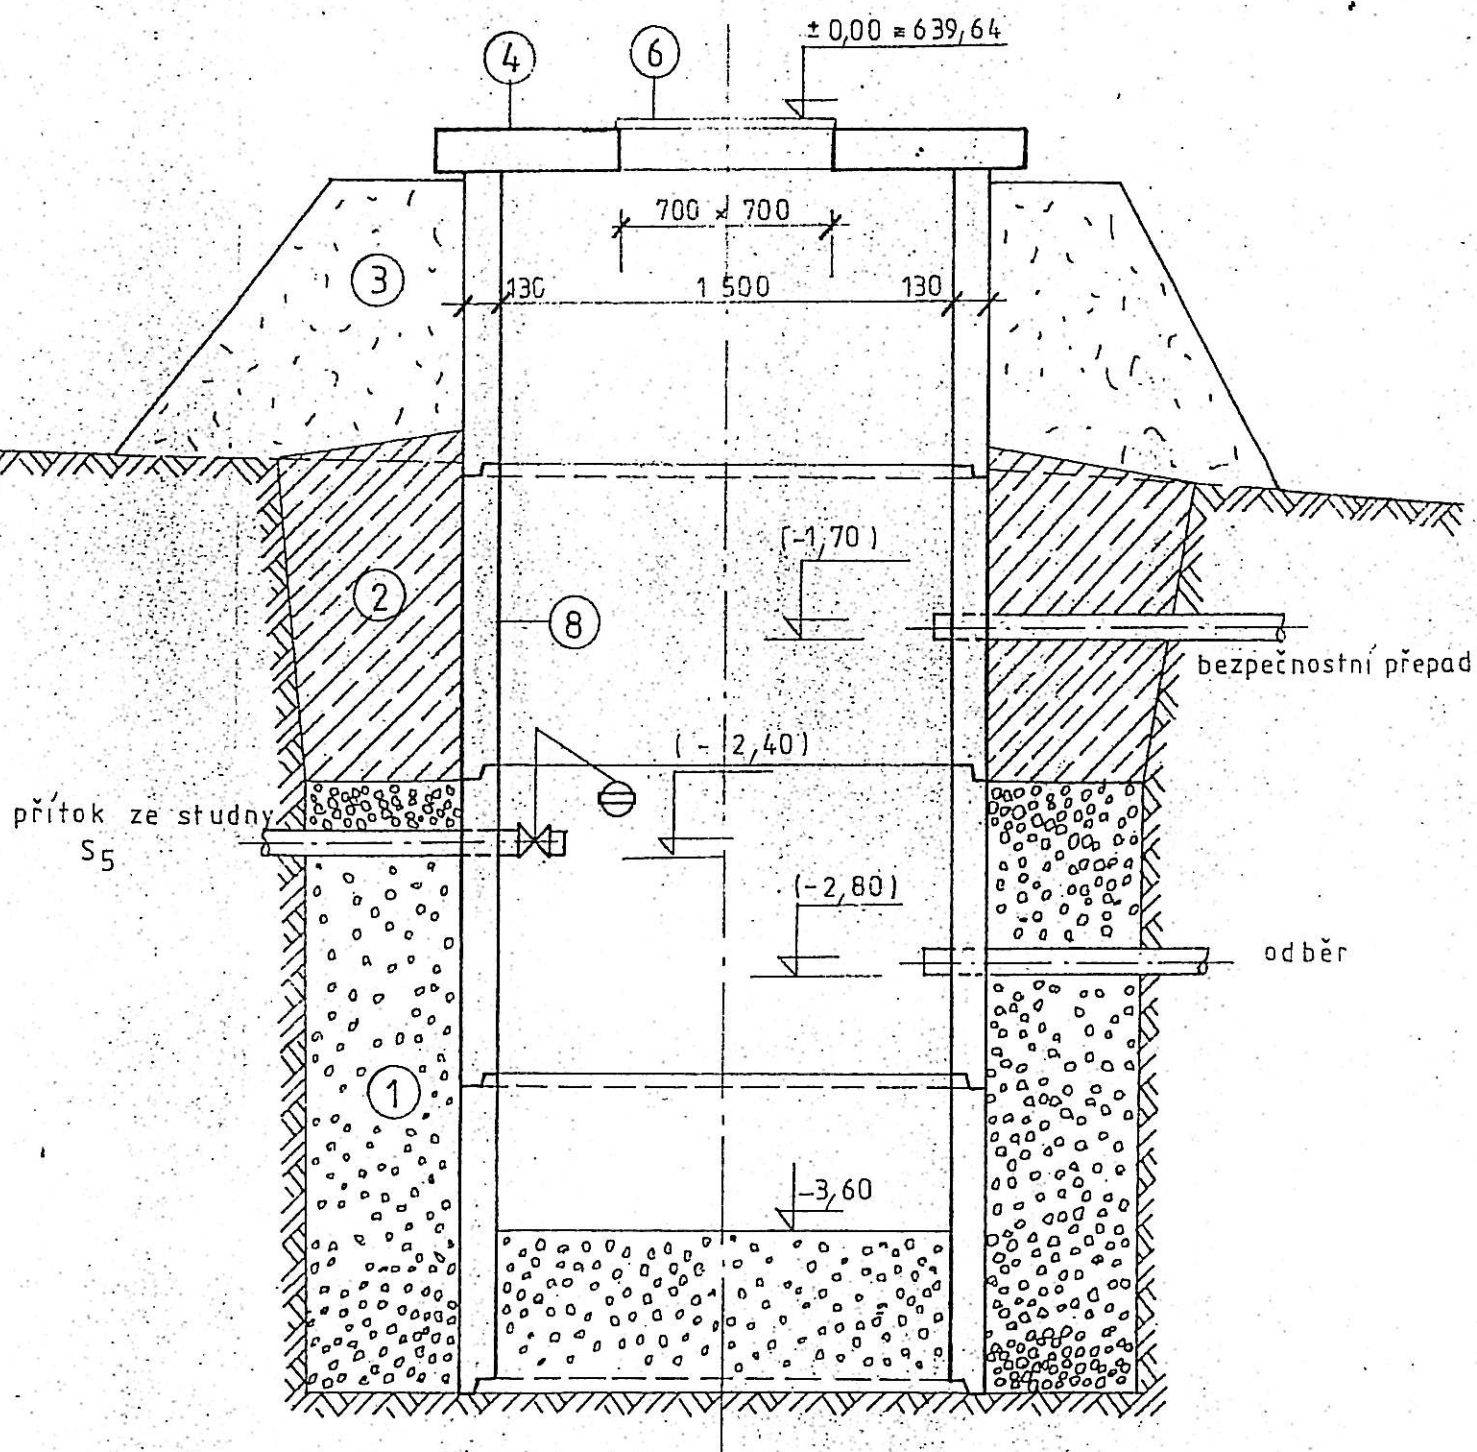 ± 0,00 = 639,64
4
6
700 × 700
3
130
1 500
130
(-1,70)
2
8
bezpečnostní přepad
(- 2,40)
přítok ze studny
S5
(-2,80)
odběr
1
-3,60